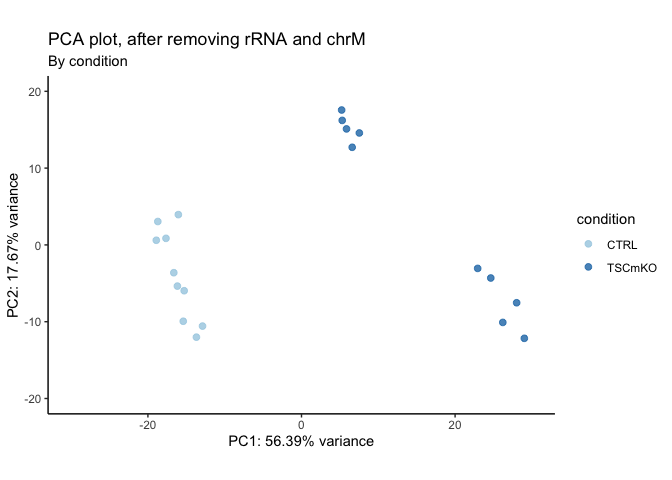 PCA plot, after removing rRNA and chrM
By condition
20
10
0
-10
-20
PC2: 17.67% variance
-20
0
20
PC1: 56.39% variance
condition
CTRL
TSCmKO